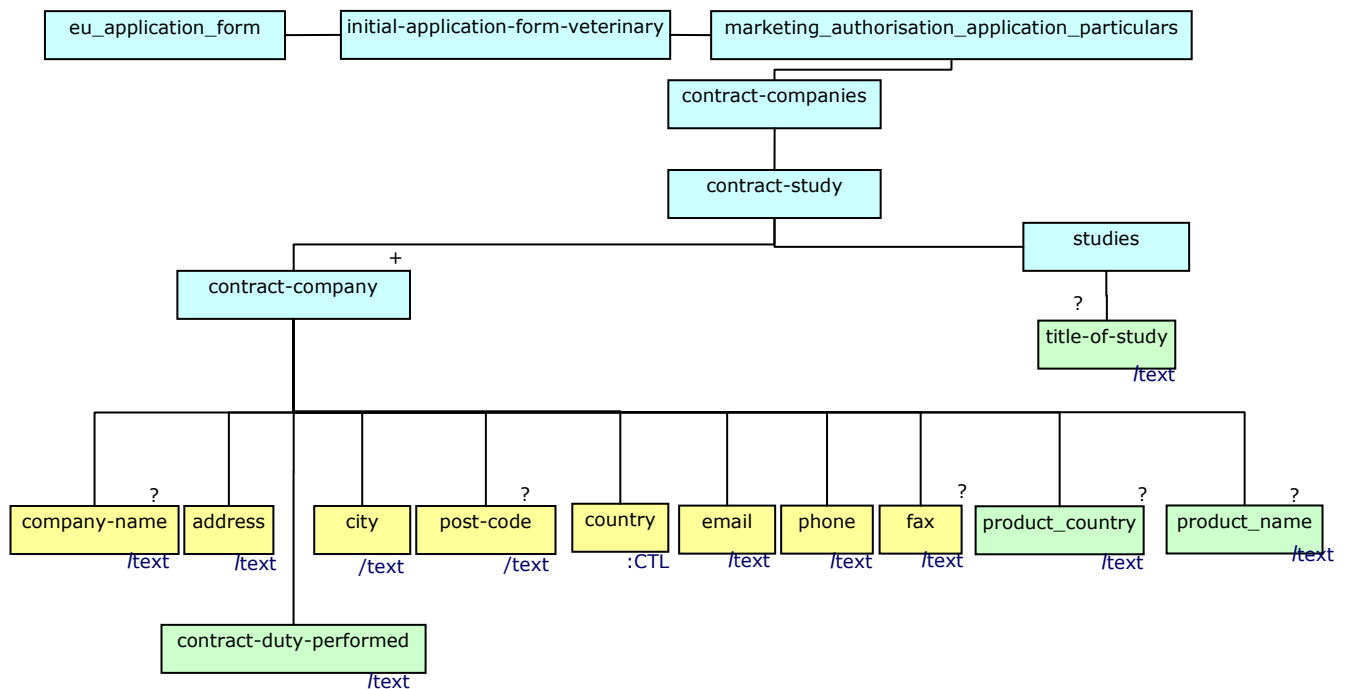 eu_application_form
initial-application-form-veterinary
marketing_authorisation_application_particulars
contract-companies
contract-study
studies
+
contract-company
?
title-of-study
/text
?
company-name
/text
address
/text
city
/text
?
post-code
/text
country
:CTL
email
/text
phone
/text
?
fax
/text
?
product_country
/text
?
product_name
/text
contract-duty-performed
/text